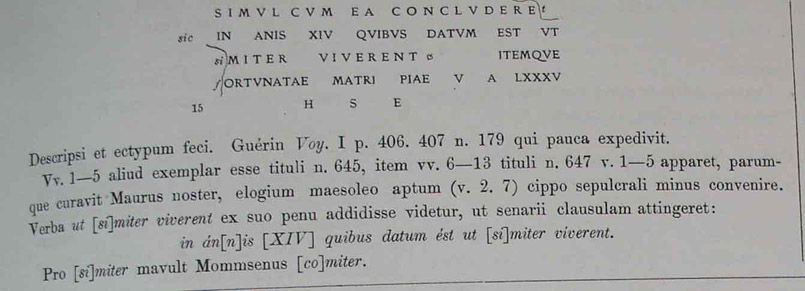 SIMVL CVM EA CONCLVDERE t
sic IN ANIS XIV QVIBVS DATVM EST VT
si MITER VIVERENT ITEMQVE
f ORTVNATAE MATRI PIAE V A LXXXV
15 H S E
Descripsi et ectypum feci. Guérin Voy. I p. 406. 407 n. 179 qui pauca expedivit.
Vv. 1—5 aliud exemplar esse tituli n. 645, item vv. 6—13 tituli n. 647 v. 1—5 apparet, parum-
que curavit Maurus noster, elogium maesoleo aptum (v. 2. 7) cippo sepulcrali minus convenire.
Verba ut [si]miter viverent ex suo penu addidisse videtur, ut senarii clausulam attingeret:
in án[n]is [XIV] quibus datum ést ut [si]miter víverent.
Pro [si]miter mavult Mommsenus [co]miter.